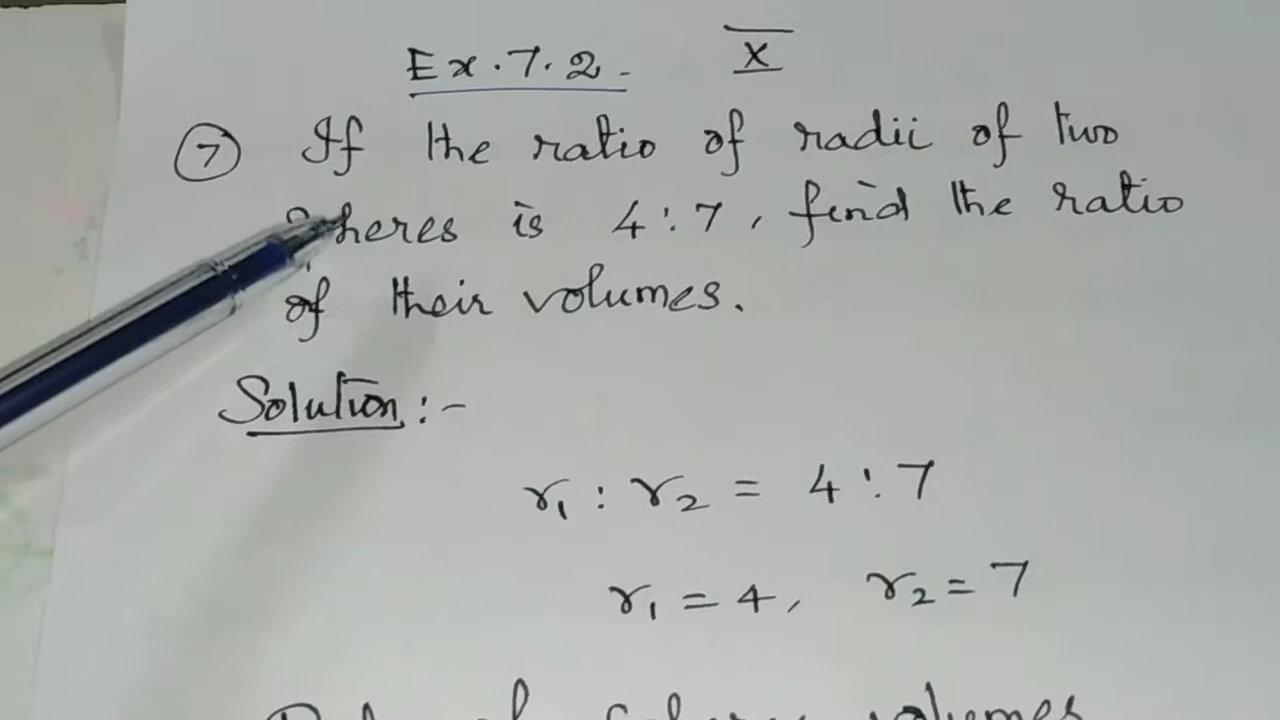 Ex. 7.2. X
7 If the ratio of radii of two
is 4:7, find the ratio
of their volumes.
Solution :-
r₁ : r₂ = 4 : 7
r₁ = 4, r₂ = 7
volumes